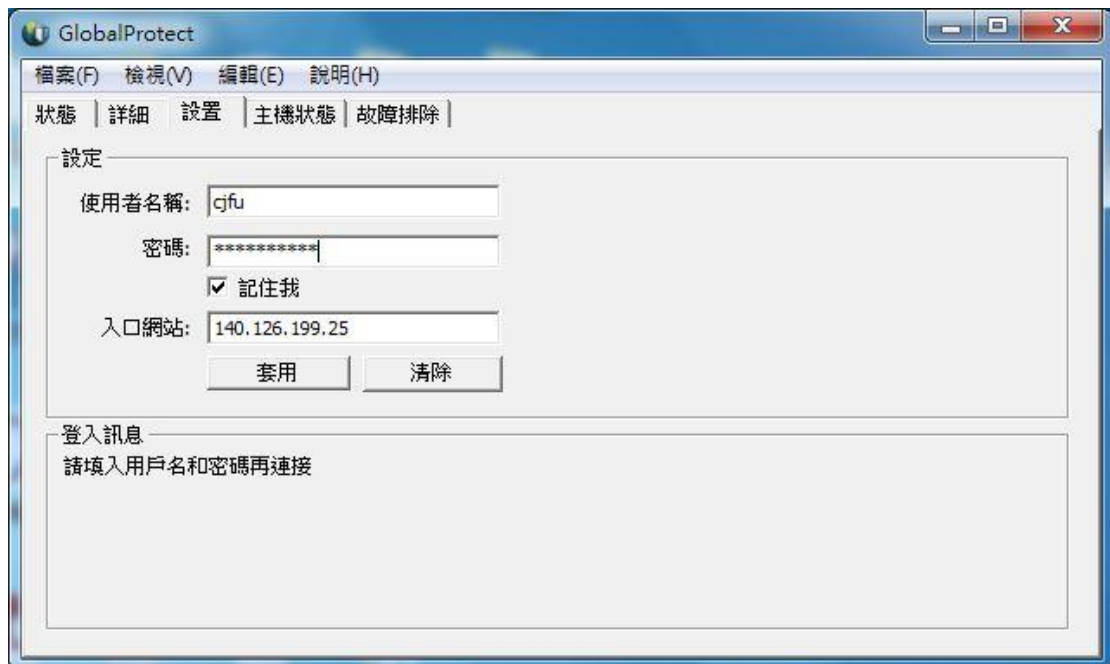 GlobalProtect
檔案(F) 檢視(V) 編輯(E) 說明(H)
狀態 詳細 設置 主機狀態 故障排除
設定
使用者名稱: cjfu
密碼: **********
記住我
入口網站: 140.126.199.25
套用 清除
登入訊息
請填入用戶名和密碼再連接